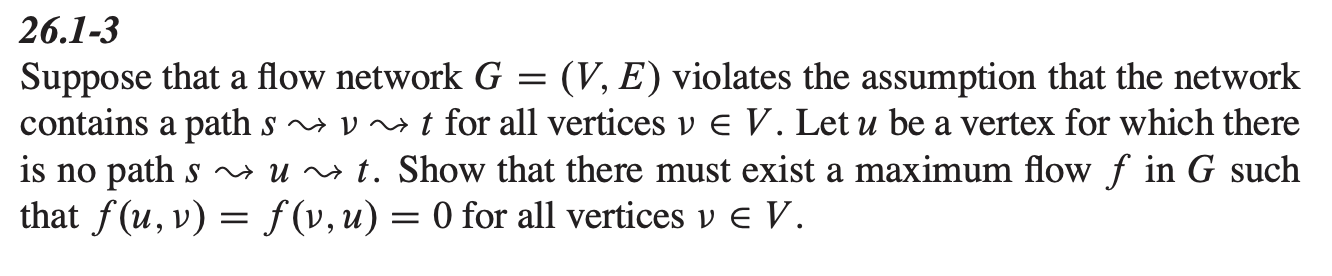 26.1-3
Suppose that a flow network G = (V, E) violates the assumption that the network
contains a path s ⇝ v ⇝ t for all vertices v ∈ V. Let u be a vertex for which there
is no path s ⇝ u ⇝ t. Show that there must exist a maximum flow f in G such
that f(u, v) = f(v, u) = 0 for all vertices v ∈ V.